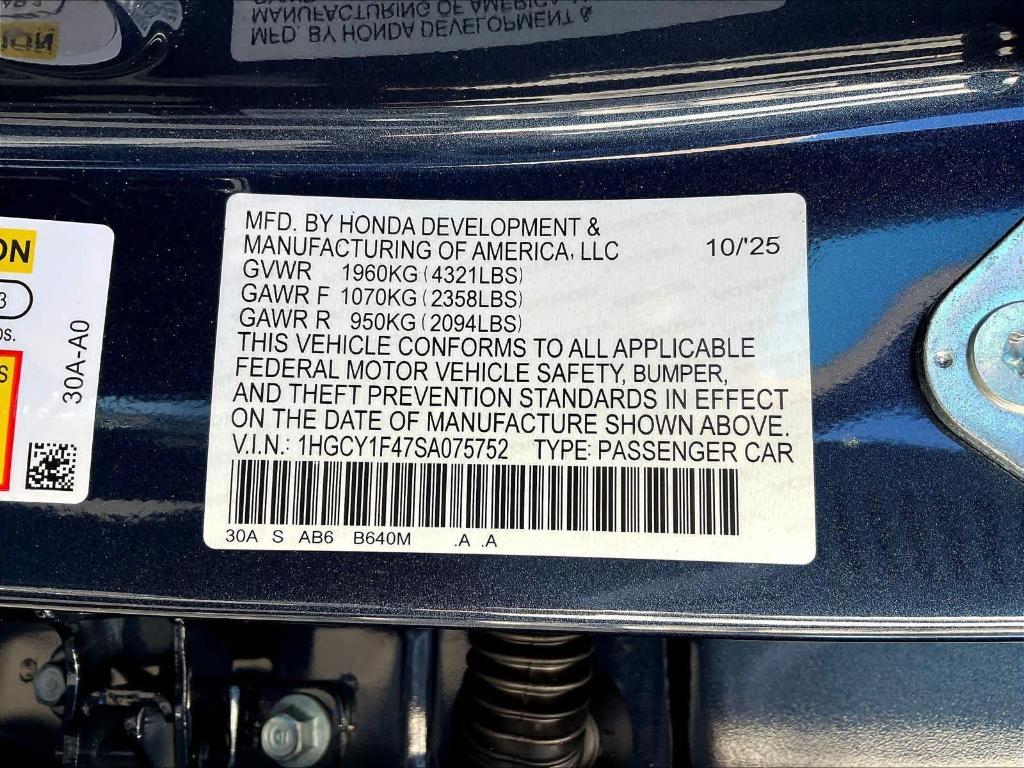 MFD. BY HONDA DEVELOPMENT &
MANUFACTURING OF AMERICA
MFD. BY HONDA DEVELOPMENT &
MANUFACTURING OF AMERICA, LLC 10/'25
GVWR 1960KG (4321LBS)
GAWR F 1070KG (2358LBS)
GAWR R 950KG (2094LBS)
THIS VEHICLE CONFORMS TO ALL APPLICABLE
FEDERAL MOTOR VEHICLE SAFETY, BUMPER,
AND THEFT PREVENTION STANDARDS IN EFFECT
ON THE DATE OF MANUFACTURE SHOWN ABOVE.
V.I.N.: 1HGCY1F47SA075752 TYPE: PASSENGER CAR
30A S AB6 B640M .A .A
ON
3
30A-A0
S